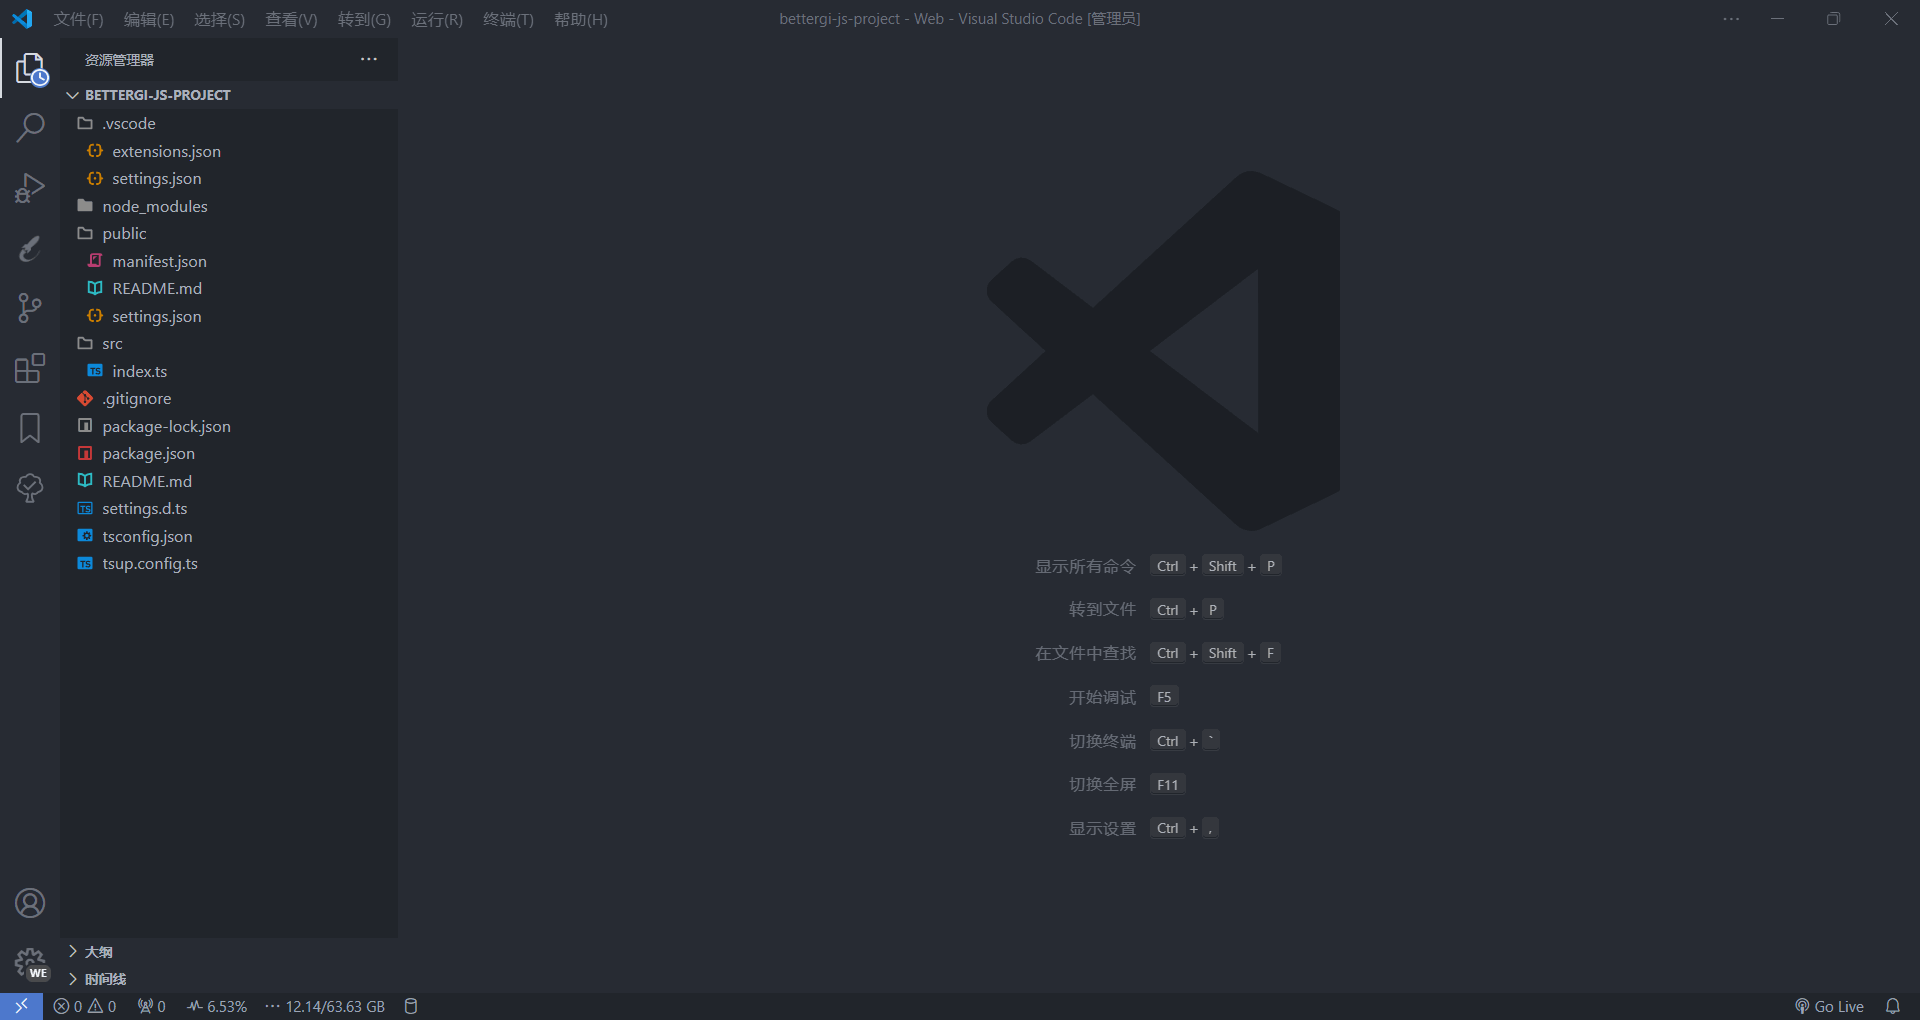 文件(F) 编辑(E) 选择(S) 查看(V) 转到(G) 运行(R) 终端(T) 帮助(H) bettergi-js-project - Web - Visual Studio Code [管理员]
资源管理器
BETTERGI-JS-PROJECT
.vscode
extensions.json
settings.json
node_modules
public
manifest.json
README.md
settings.json
src
TS index.ts
.gitignore
package-lock.json
package.json
README.md
TS settings.d.ts
tsconfig.json
TS tsup.config.ts
显示所有命令 Ctrl + Shift + P
转到文件 Ctrl + P
在文件中查找 Ctrl + Shift + F
开始调试 F5
切换终端 Ctrl + `
切换全屏 F11
显示设置 Ctrl + ,
WE
大纲
时间线
0 0 0 6.53% 12.14/63.63 GB Go Live